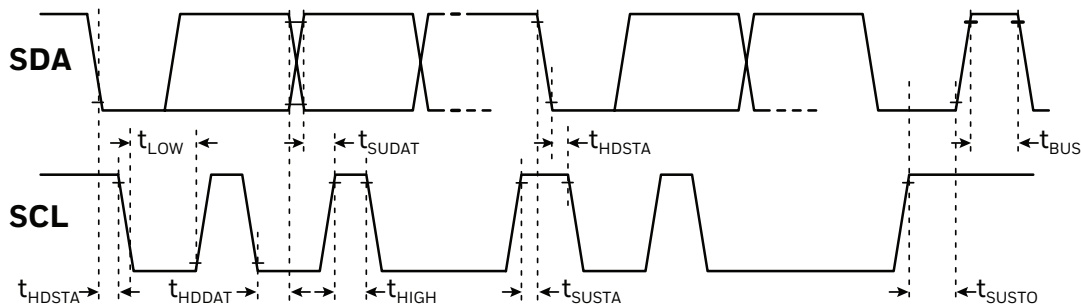 SDA
tLOW tSUDAT tHDSTA tBUS
SCL
tHDSTA tHDDAT tHIGH tSUSTA tSUSTO